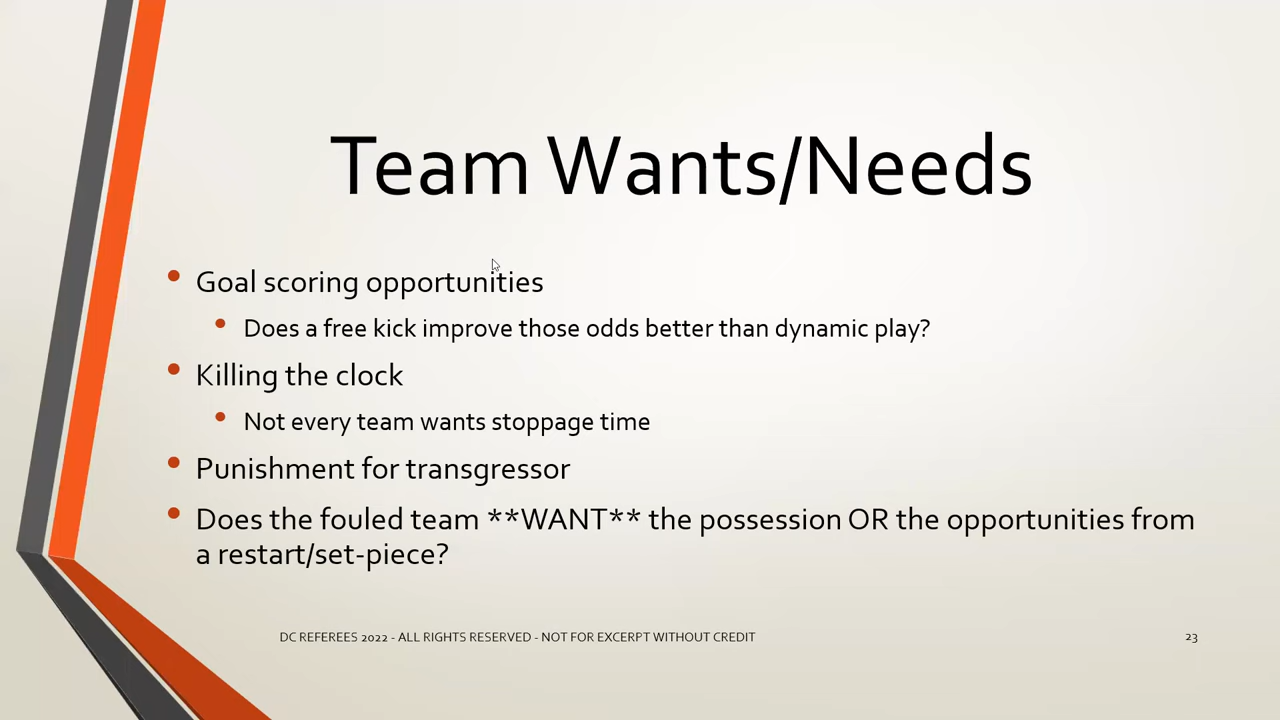 Team Wants/Needs
• Goal scoring opportunities
• Does a free kick improve those odds better than dynamic play?
• Killing the clock
• Not every team wants stoppage time
• Punishment for transgressor
• Does the fouled team **WANT** the possession OR the opportunities from
a restart/set-piece?
DC REFEREES 2022 - ALL RIGHTS RESERVED - NOT FOR EXCERPT WITHOUT CREDIT
23